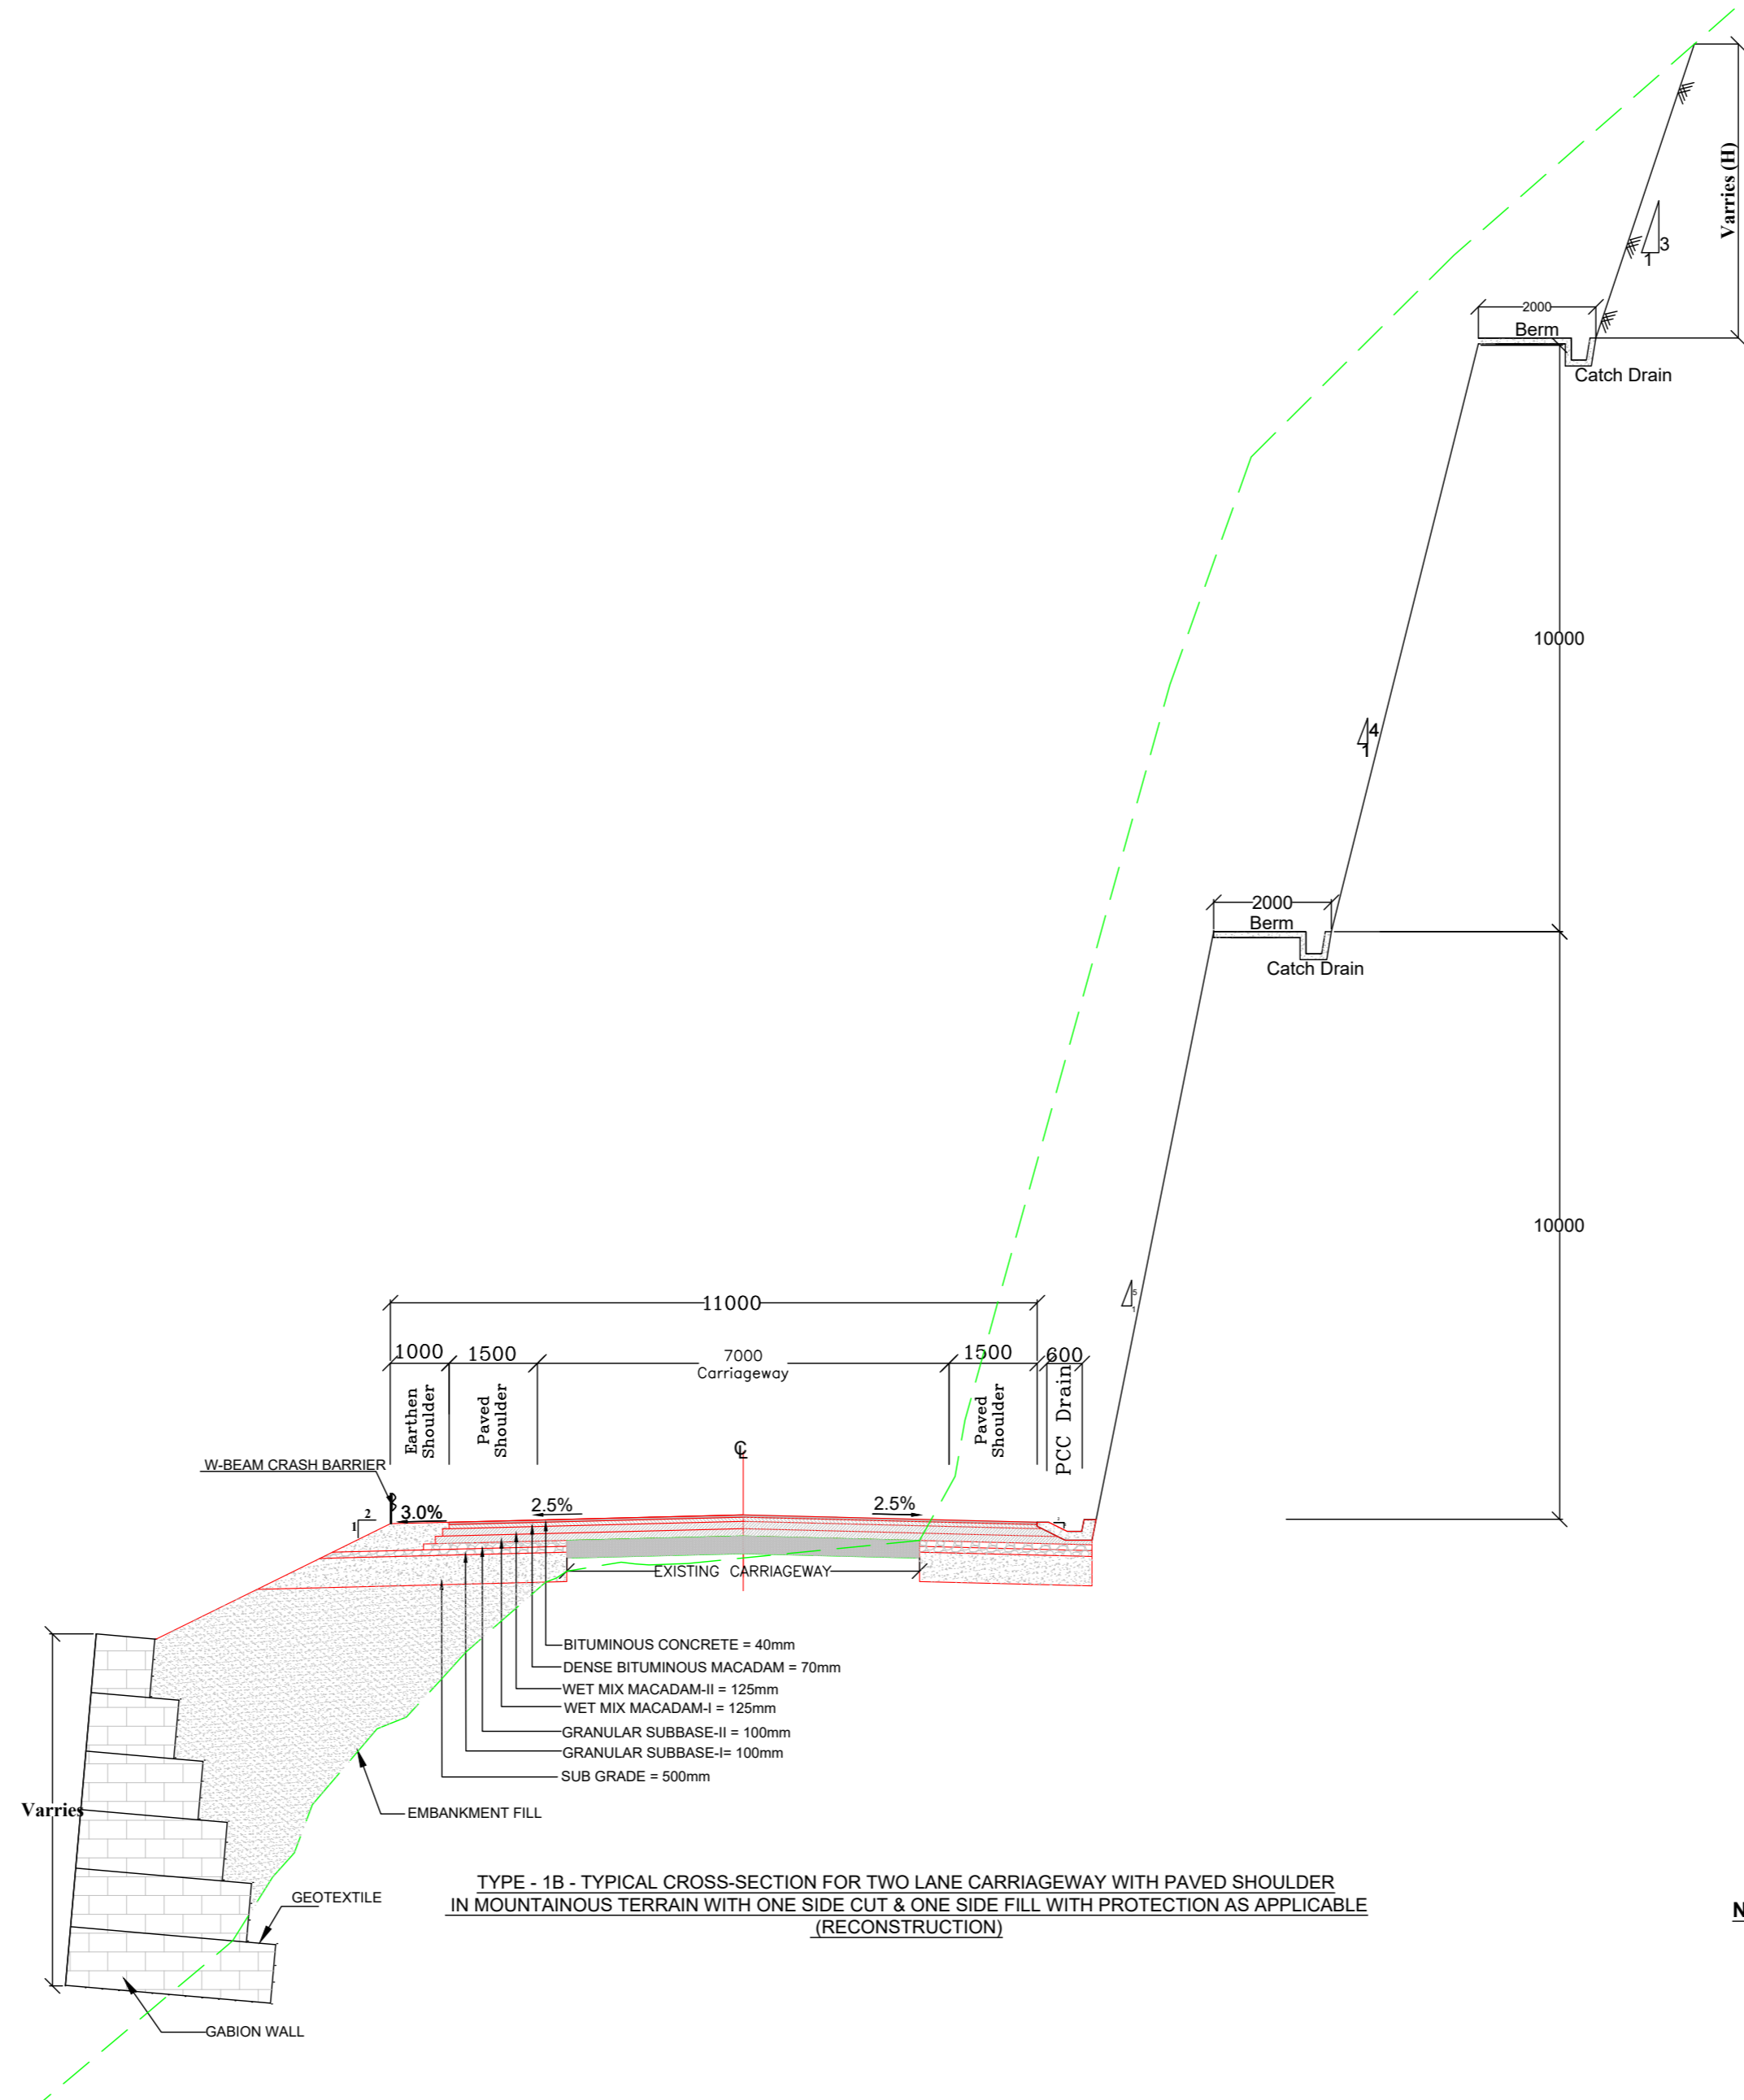 Varries (H)
3
1
2000
Berm
Catch Drain
10000
4
1
2000
Berm
Catch Drain
10000
5
1
11000
1000
1500
7000
Carriageway
1500
600
Earthen
Shoulder
Paved
Shoulder
Paved
Shoulder
PCC Drain
℄
W-BEAM CRASH BARRIER
2
1
3.0%
2.5%
2.5%
EXISTING CARRIAGEWAY
BITUMINOUS CONCRETE = 40mm
DENSE BITUMINOUS MACADAM = 70mm
WET MIX MACADAM-II = 125mm
WET MIX MACADAM-I = 125mm
GRANULAR SUBBASE-II = 100mm
GRANULAR SUBBASE-I= 100mm
SUB GRADE = 500mm
EMBANKMENT FILL
Varries
GEOTEXTILE
GABION WALL
TYPE - 1B - TYPICAL CROSS-SECTION FOR TWO LANE CARRIAGEWAY WITH PAVED SHOULDER
IN MOUNTAINOUS TERRAIN WITH ONE SIDE CUT & ONE SIDE FILL WITH PROTECTION AS APPLICABLE
(RECONSTRUCTION)
N